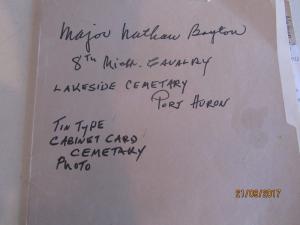 Major Nathan Boyton
8TH Mich. CAVALRY
LAKESIDE CEMETARY
PORT HURON
TIN TYPE
CABINET CARD
CEMETARY
PHOTO
21/09/2017